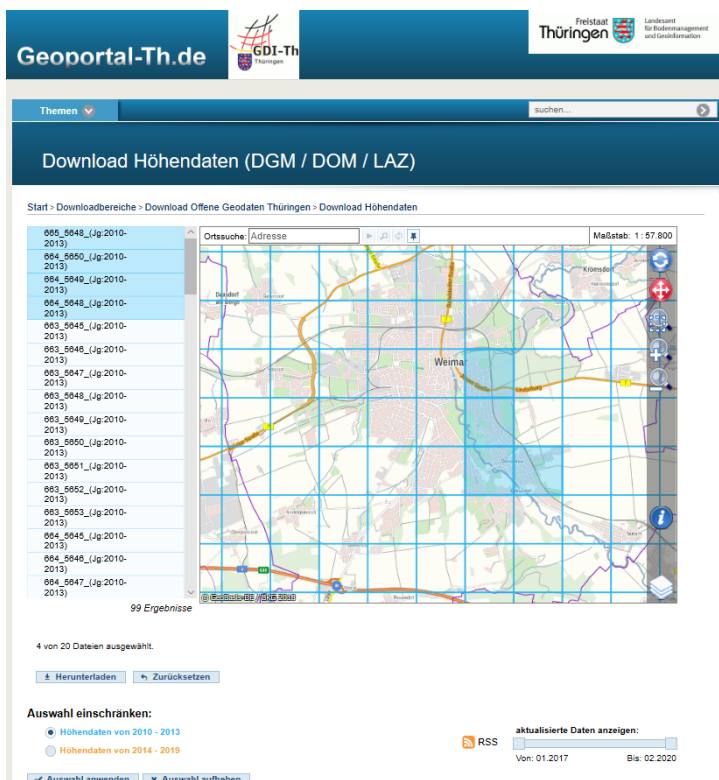 Geoportal-Th.de
GDI-Th
Thüringen
Freistaat
Thüringen
Landesamt
für Bodenmanagement
und Geoinformation
Themen
suchen...
Download Höhendaten (DGM / DOM / LAZ)
Start > Downloadbereiche > Download Offene Geodaten Thüringen > Download Höhendaten
665_5648_(Jg:2010-
2013)
664_5650_(Jg:2010-
2013)
664_5649_(Jg:2010-
2013)
664_5648_(Jg:2010-
2013)
663_5645_(Jg:2010-
2013)
663_5646_(Jg:2010-
2013)
663_5647_(Jg:2010-
2013)
663_5648_(Jg:2010-
2013)
663_5649_(Jg:2010-
2013)
663_5650_(Jg:2010-
2013)
663_5651_(Jg:2010-
2013)
663_5652_(Jg:2010-
2013)
663_5653_(Jg:2010-
2013)
664_5645_(Jg:2010-
2013)
664_5646_(Jg:2010-
2013)
664_5647_(Jg:2010-
2013)
99 Ergebnisse
Ortssuche: Adresse
Maßstab: 1 : 57.800
Kromsdorf
Weima
© GeoBasis-DE / BKG 2018
4 von 20 Dateien ausgewählt.
Herunterladen
Zurücksetzen
Auswahl einschränken:
Höhendaten von 2010 - 2013
Höhendaten von 2014 - 2019
RSS
aktualisierte Daten anzeigen:
Von: 01.2017
Bis: 02.2020
Auswahl anwenden
Auswahl aufheben